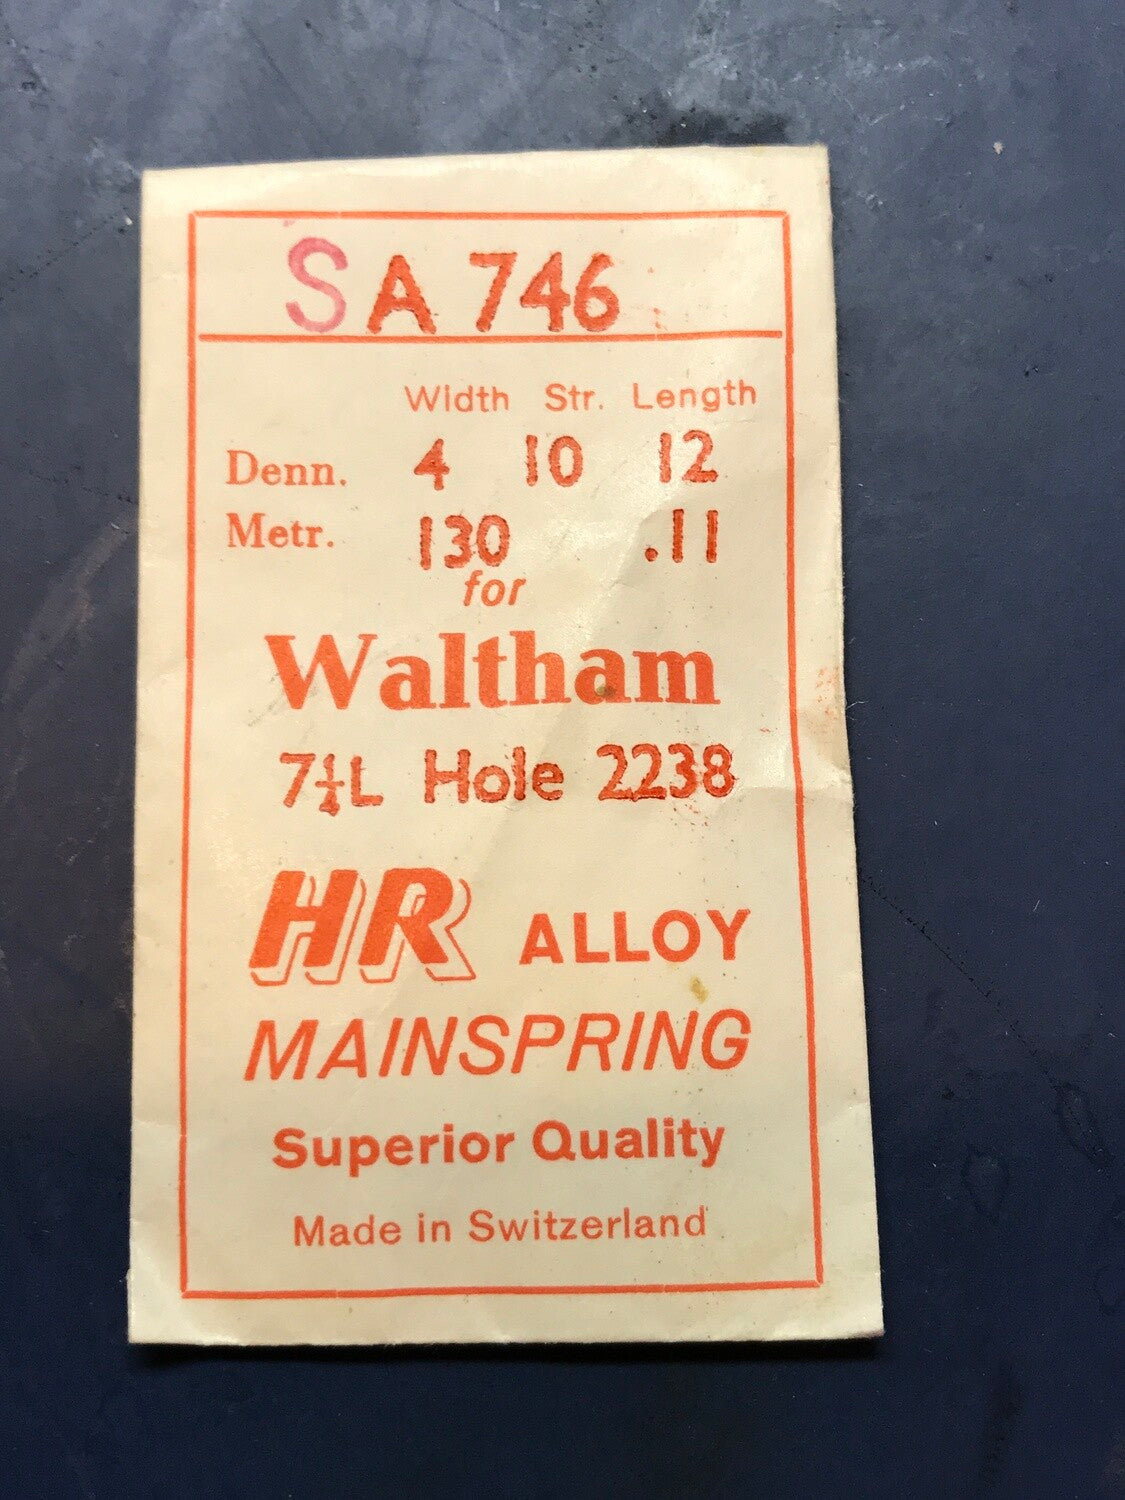 SA 746
Width Str. Length
Denn. 4 10 12
Metr. 130 .11
for
Waltham
7¼L Hole 2238
HR ALLOY
MAINSPRING
Superior Quality
Made in Switzerland